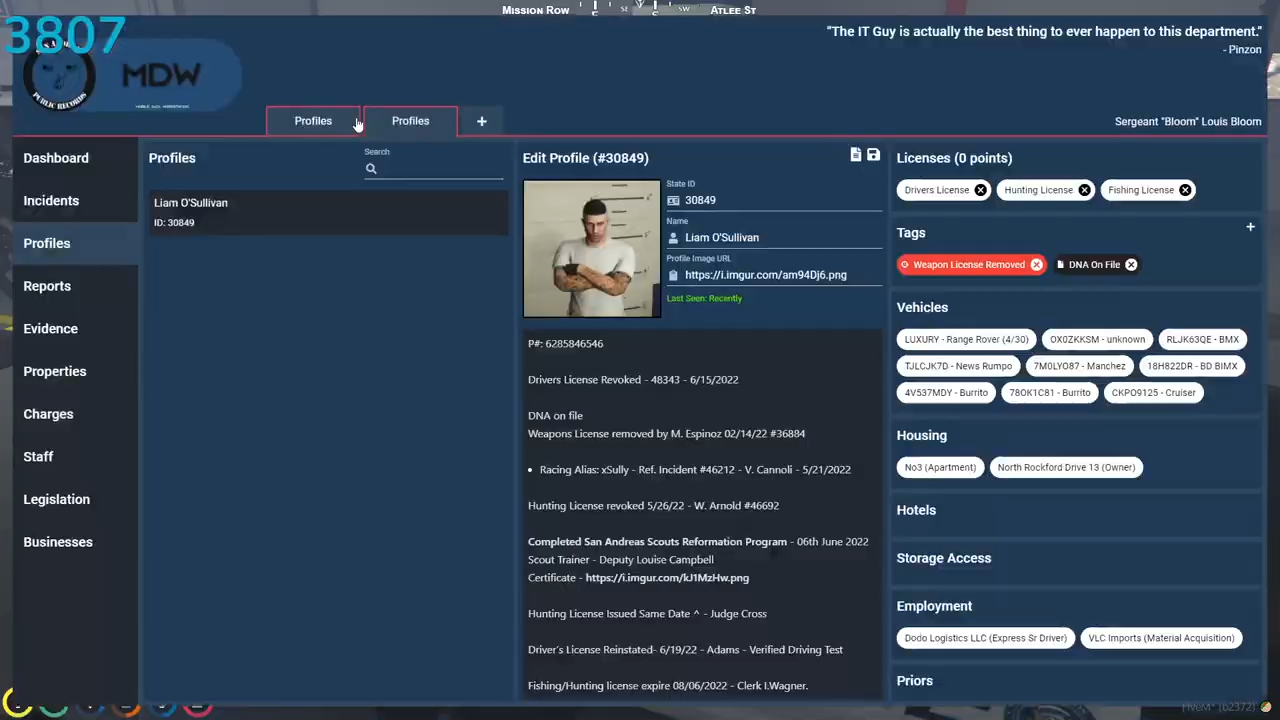 Mission Row
SE
SW
Atlee St
3807
"The IT Guy is actually the best thing to ever happen to this department."
- Pinzon
PUBLIC RECORDS
MDW
MOBILE DATA WORKSTATION
Profiles
Profiles
+
Sergeant "Bloom" Louis Bloom
Dashboard
Incidents
Profiles
Reports
Evidence
Properties
Charges
Staff
Legislation
Businesses
Profiles
Search
Liam O'Sullivan
ID: 30849
Edit Profile (#30849)
State ID
30849
Name
Liam O'Sullivan
Profile Image URL
https://i.imgur.com/am94Dj6.png
Last Seen: Recently
P#: 6285846546
Drivers License Revoked - 48343 - 6/15/2022
DNA on file
Weapons License removed by M. Espinoz 02/14/22 #36884
• Racing Alias: xSully - Ref. Incident #46212 - V. Cannoli - 5/21/2022
Hunting License revoked 5/26/22 - W. Arnold #46692
Completed San Andreas Scouts Reformation Program - 06th June 2022
Scout Trainer - Deputy Louise Campbell
Certificate - https://i.imgur.com/kJ1MzHw.png
Hunting License Issued Same Date ^ - Judge Cross
Driver's License Reinstated- 6/19/22 - Adams - Verified Driving Test
Fishing/Hunting license expire 08/06/2022 - Clerk I.Wagner.
Licenses (0 points)
Drivers License Hunting License Fishing License
Tags
+
Weapon License Removed DNA On File
Vehicles
LUXURY - Range Rover (4/30) OX0ZKKSM - unknown RLJK63QE - BMX
TJLCJK7D - News Rumpo 7M0LYO87 - Manchez 18H822DR - BD BIMX
4V537MDY - Burrito 78OK1C81 - Burrito CKPO9125 - Cruiser
Housing
No3 (Apartment) North Rockford Drive 13 (Owner)
Hotels
Storage Access
Employment
Dodo Logistics LLC (Express Sr Driver) VLC Imports (Material Acquisition)
Priors
FiveM* (b2372)